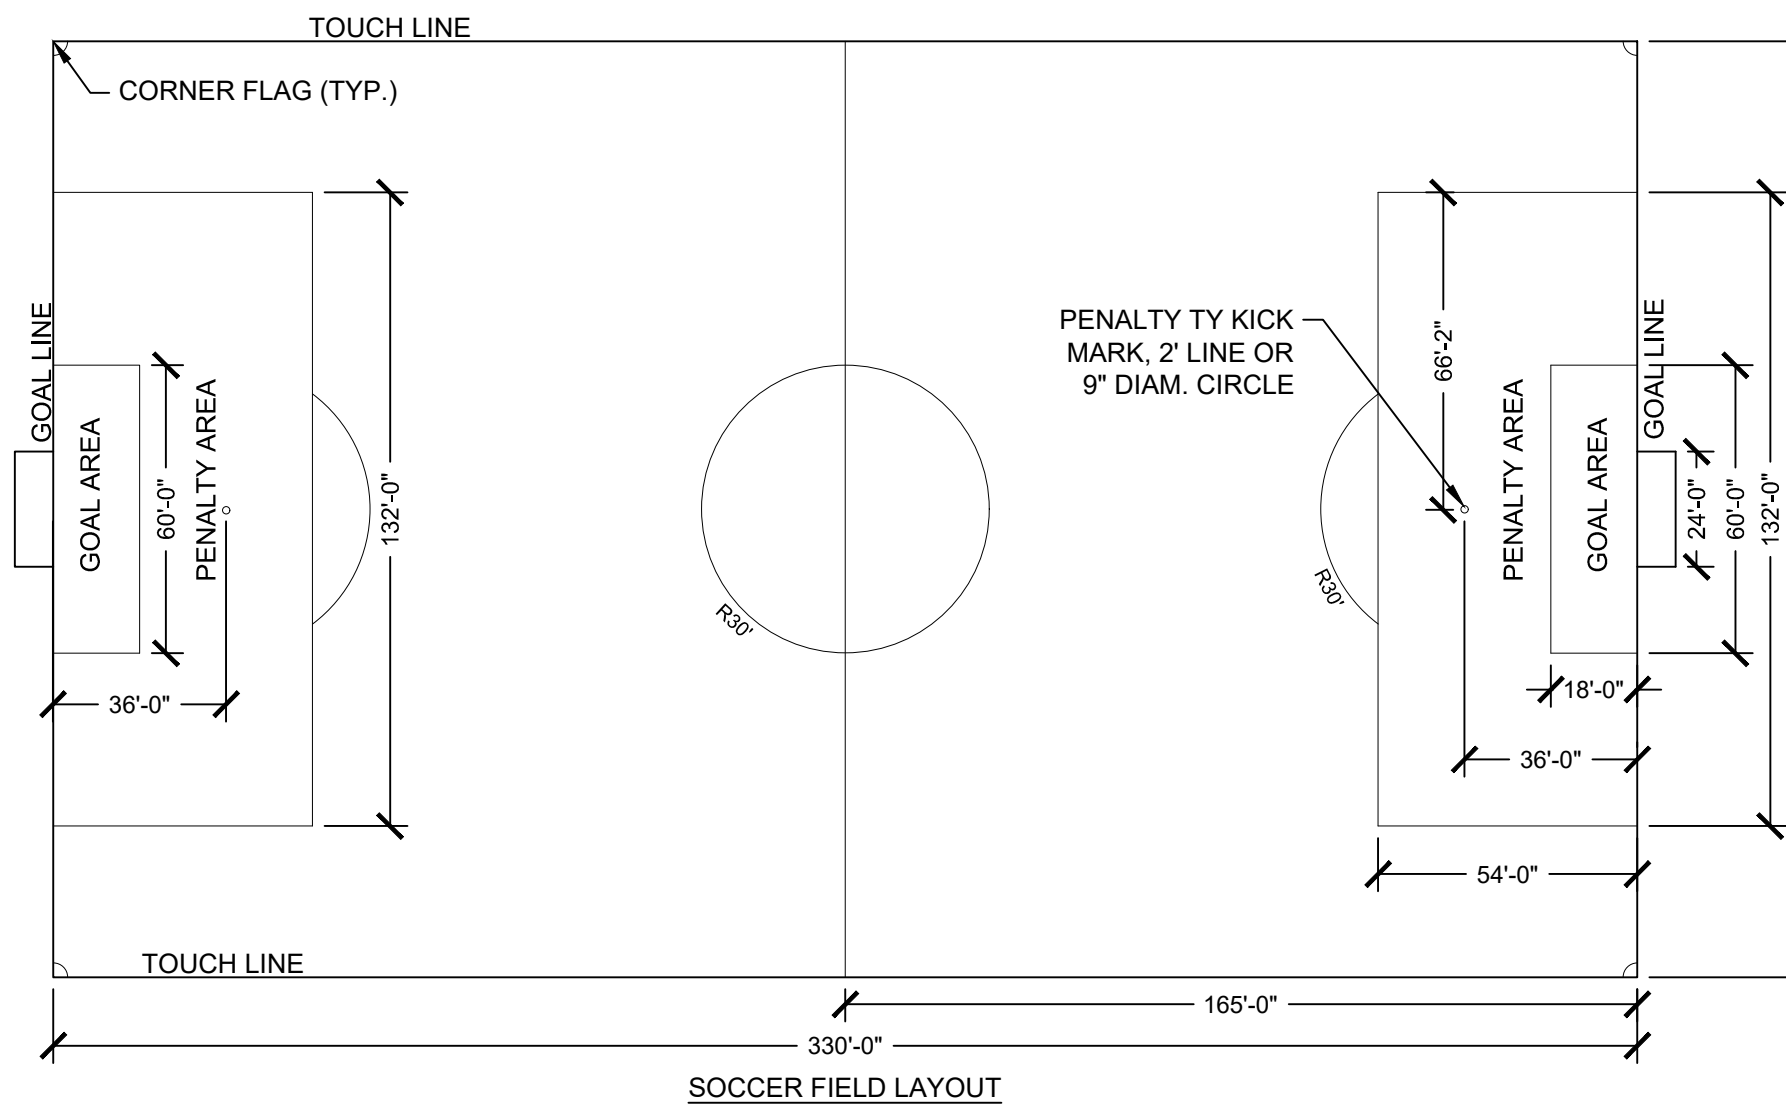 TOUCH LINE
CORNER FLAG (TYP.)
GOAL LINE
GOAL AREA
60'-0"
PENALTY AREA
132'-0"
36'-0"
R30'
PENALTY TY KICK
MARK, 2' LINE OR
9" DIAM. CIRCLE
66'-2"
R30'
PENALTY AREA
GOAL AREA
GOAL LINE
24'-0"
60'-0"
132'-0"
18'-0"
36'-0"
54'-0"
TOUCH LINE
165'-0"
330'-0"
SOCCER FIELD LAYOUT